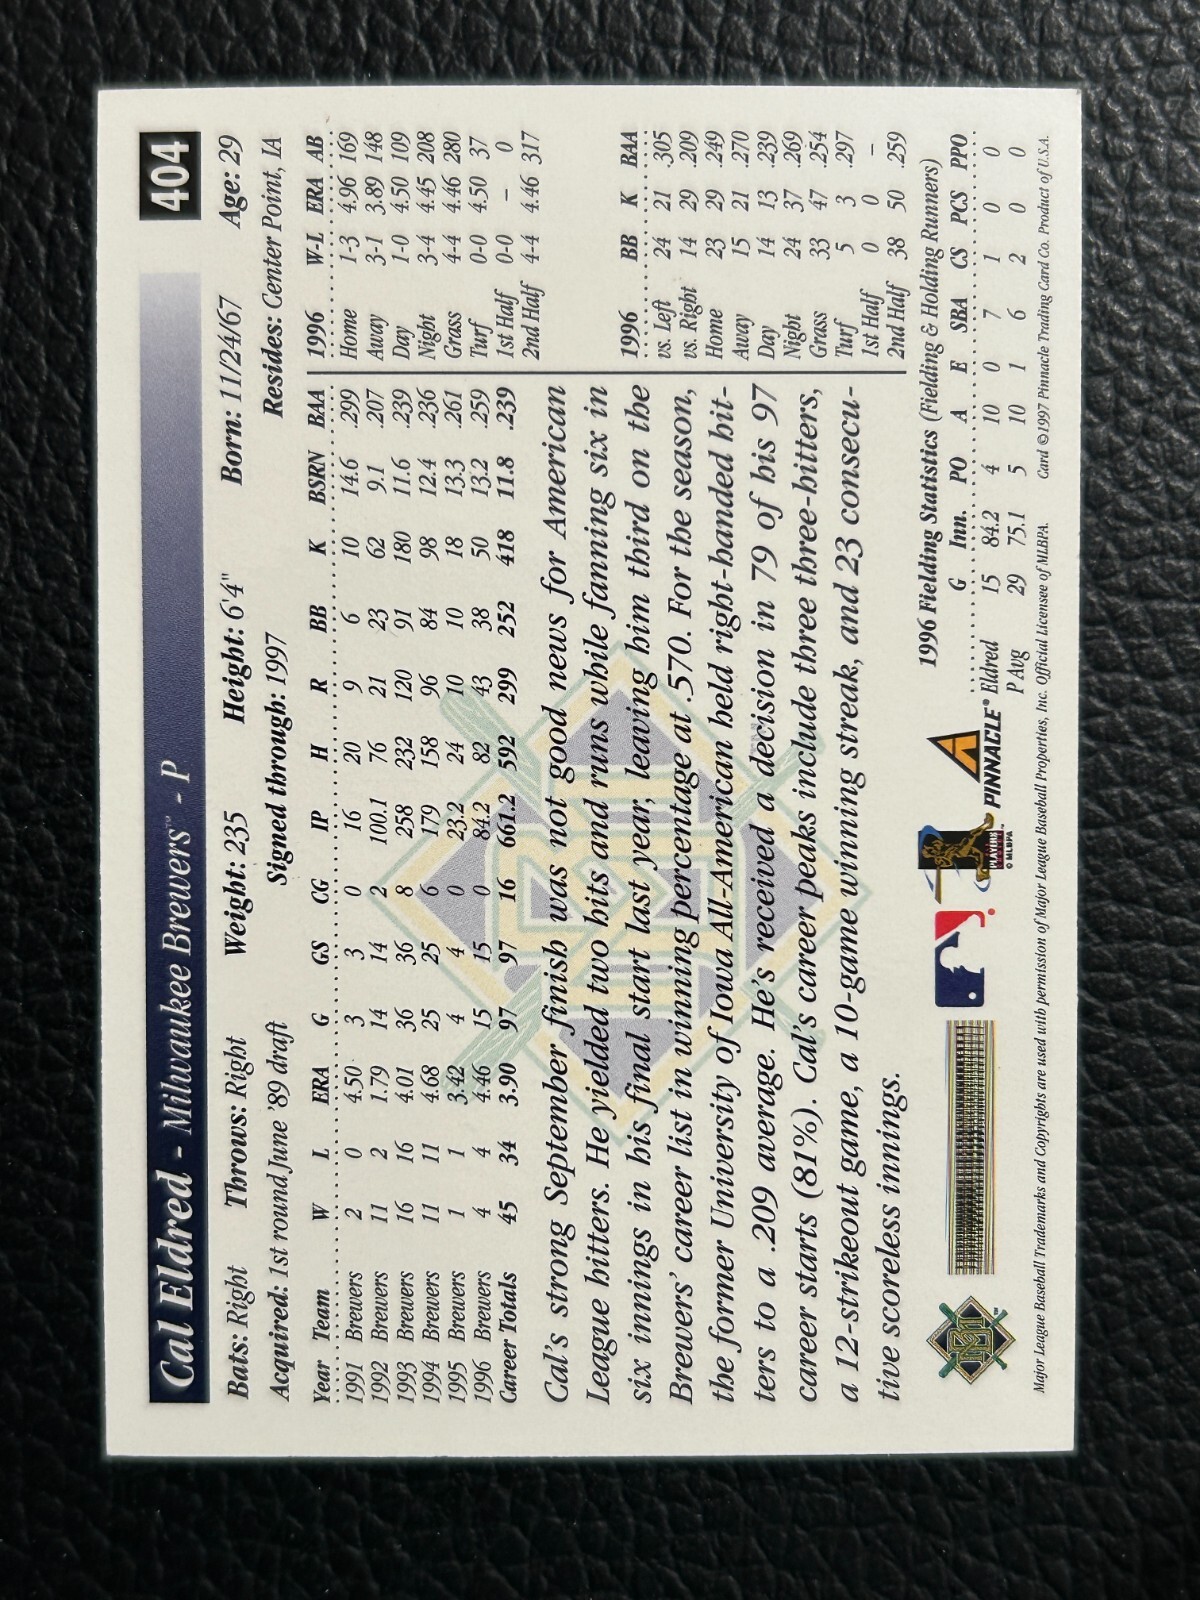 Cal Eldred - Milwaukee Brewers™ - P
404
Bats: Right Throws: Right Weight: 235 Height: 6'4" Born: 11/24/67 Age: 29
Acquired: 1st round June '89 draft Signed through: 1997 Resides: Center Point, IA
Year Team W L ERA G GS CG IP H R BB K BSRN BAA
1991 Brewers 2 0 4.50 3 3 0 16 20 9 6 10 14.6 .299
1992 Brewers 11 2 1.79 14 14 2 100.1 76 21 23 62 9.1 .207
1993 Brewers 16 16 4.01 36 36 8 258 232 120 91 180 11.6 .239
1994 Brewers 11 11 4.68 25 25 6 179 158 96 84 98 12.4 .236
1995 Brewers 1 1 3.42 4 4 0 23.2 24 10 10 18 13.3 .261
1996 Brewers 4 4 4.46 15 15 0 84.2 82 43 38 50 13.2 .259
Career Totals 45 34 3.90 97 97 16 661.2 592 299 252 418 11.8 .239
1996 W-L ERA AB
Home 1-3 4.96 169
Away 3-1 3.89 148
Day 1-0 4.50 109
Night 3-4 4.45 208
Grass 4-4 4.46 280
Turf 0-0 4.50 37
1st Half 0-0 – 0
2nd Half 4-4 4.46 317
Cal's strong September finish was not good news for American
League hitters. He yielded two hits and runs while fanning six in
six innings in his final start last year, leaving him third on the
Brewers' career list in winning percentage at .570. For the season,
the former University of Iowa All-American held right-handed hit-
ters to a .209 average. He's received a decision in 79 of his 97
career starts (81%). Cal's career peaks include three three-hitters,
a 12-strikeout game, a 10-game winning streak, and 23 consecu-
tive scoreless innings.
1996 BB K BAA
vs. Left 24 21 .305
vs. Right 14 29 .209
Home 23 29 .249
Away 15 21 .270
Day 14 13 .239
Night 24 37 .269
Grass 33 47 .254
Turf 5 3 .297
1st Half 0 0 –
2nd Half 38 50 .259
PLAYERS
© MLBPA
PINNACLE®
1996 Fielding Statistics (Fielding & Holding Runners)
G Inn. PO A E SBA CS PCS PPO
Eldred 15 84.2 4 10 0 7 1 0 0
P Avg 29 75.1 5 10 1 6 2 0 0
Major League Baseball Trademarks and Copyrights are used with permission of Major League Baseball Properties, Inc. Official Licensee of MLBPA. Card ©1997 Pinnacle Trading Card Co. Product of U.S.A.